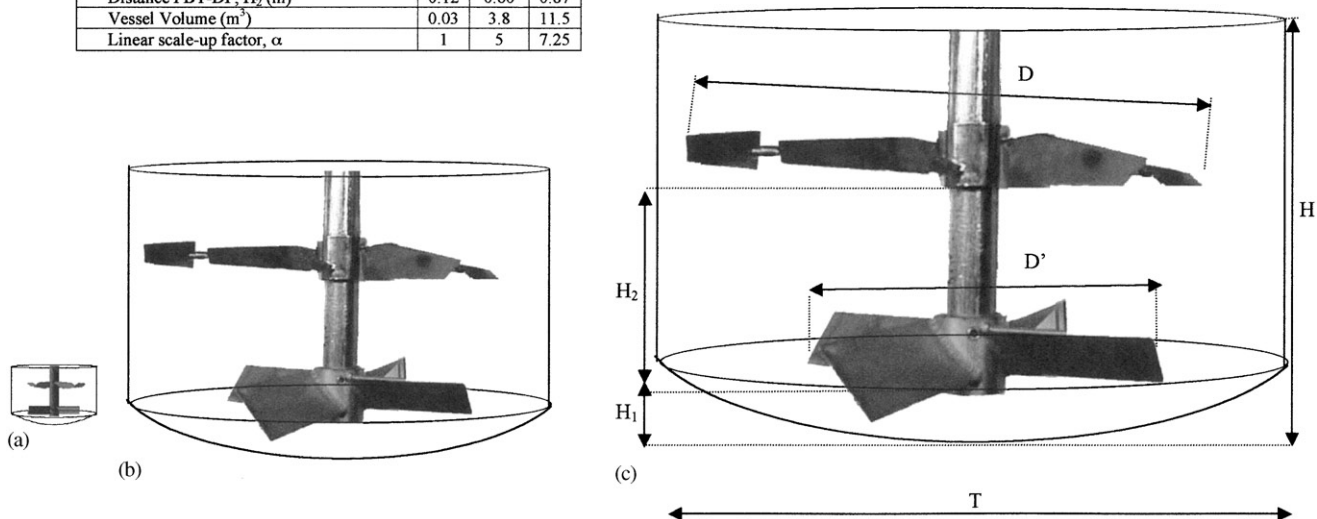 Vessel Volume (m³) 0.03 3.8 11.5
Linear scale-up factor, α 1 5 7.25
D
H
H₂
D’
H₁
(a)
(b)
(c)
T